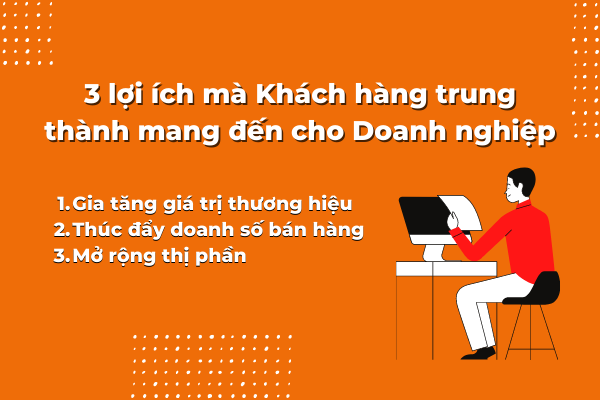 3 lợi ích mà Khách hàng trung
thành mang đến cho Doanh nghiệp
1. Gia tăng giá trị thương hiệu
2. Thúc đẩy doanh số bán hàng
3. Mở rộng thị phần